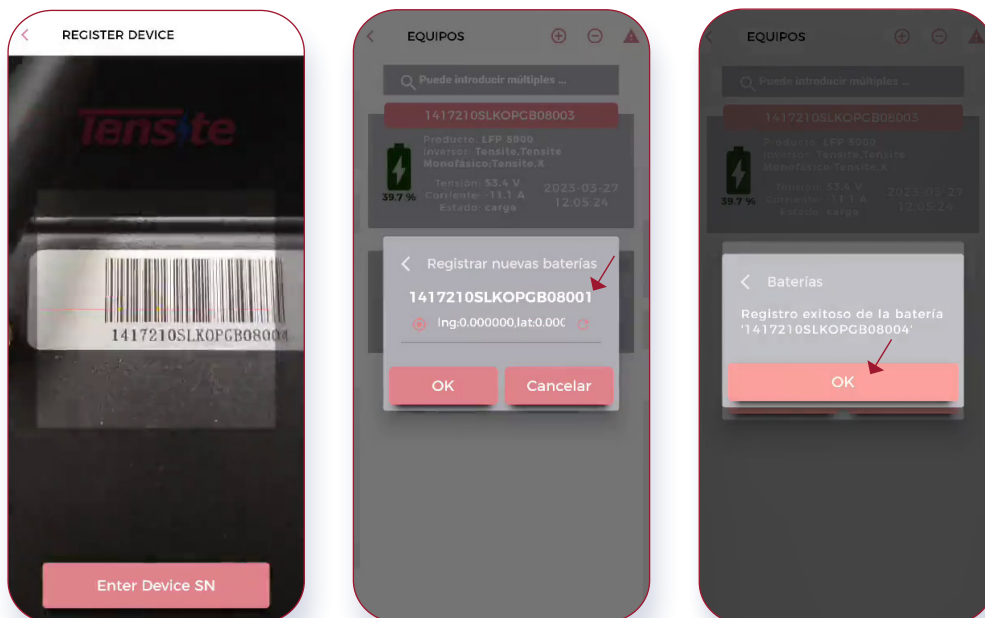 REGISTER DEVICE
Tensite
1417210SLKOPGB08004
Enter Device SN
EQUIPOS
Puede introducir múltiples ...
1417210SLKOPGB08003
Producto: LFP 5000
Inversor: Tensite,Tensite
Monofásico:Tensite,X
39.7 %
Tensión: 53.4 V
Corriente: -11.1 A
Estado: carga
2023-03-27
12:05:24
Registrar nuevas baterías
1417210SLKOPGB08001
lng:0.000000,lat:0.000
OK
Cancelar
EQUIPOS
Puede introducir múltiples ...
1417210SLKOPGB08003
Producto: LFP 5000
Inversor: Tensite,Tensite
Monofásico:Tensite,X
39.7 %
Tensión: 53.4 V
Corriente: -11.1 A
Estado: carga
2023-03-27
12:05:24
Baterías
Registro exitoso de la batería
'1417210SLKOPGB08004'
OK